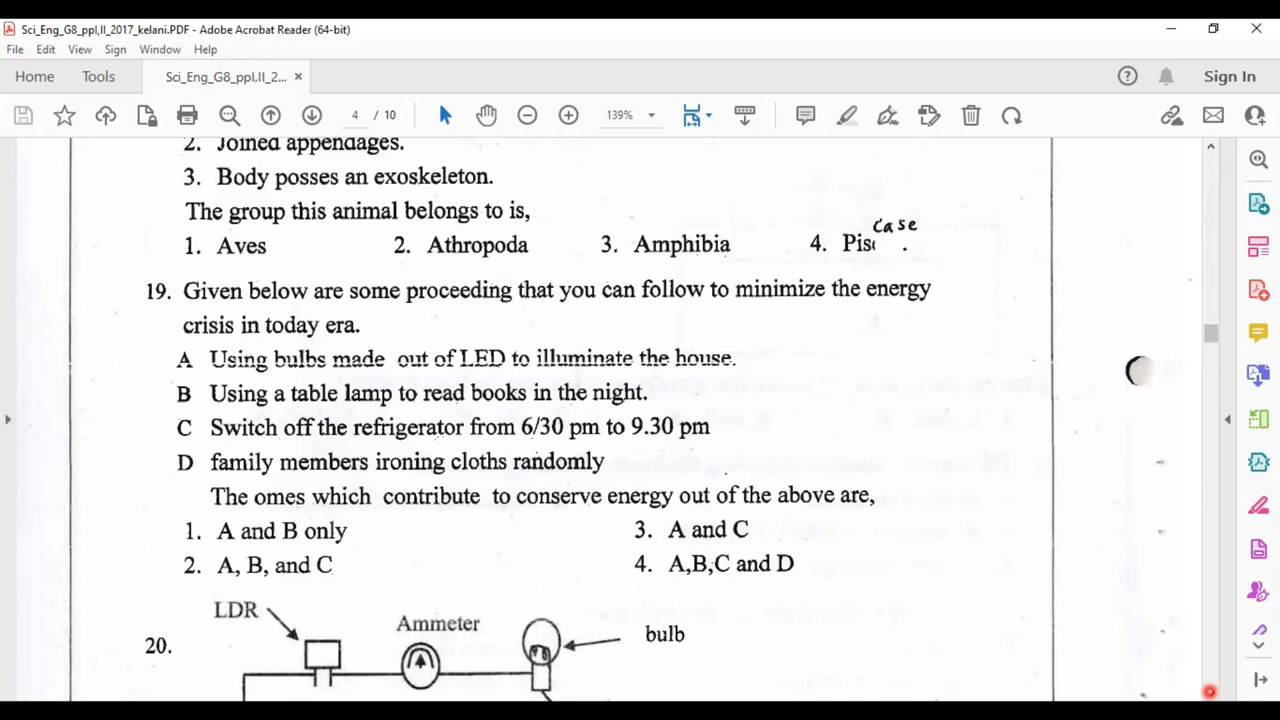 Sci_Eng_G8_ppl,II_2017_kelani.PDF - Adobe Acrobat Reader (64-bit)
File Edit View Sign Window Help
Home Tools Sci_Eng_G8_ppl,II_2... × Sign In
4 / 10 139%
2. Joined appendages.
3. Body posses an exoskeleton.
The group this animal belongs to is,
case
1. Aves 2. Athropoda 3. Amphibia 4. Pisc .
19. Given below are some proceeding that you can follow to minimize the energy
crisis in today era.
A Using bulbs made out of LED to illuminate the house.
B Using a table lamp to read books in the night.
C Switch off the refrigerator from 6/30 pm to 9.30 pm
D family members ironing cloths randomly
The omes which contribute to conserve energy out of the above are,
1. A and B only 3. A and C
2. A, B, and C 4. A,B,C and D
LDR
Ammeter
20. bulb